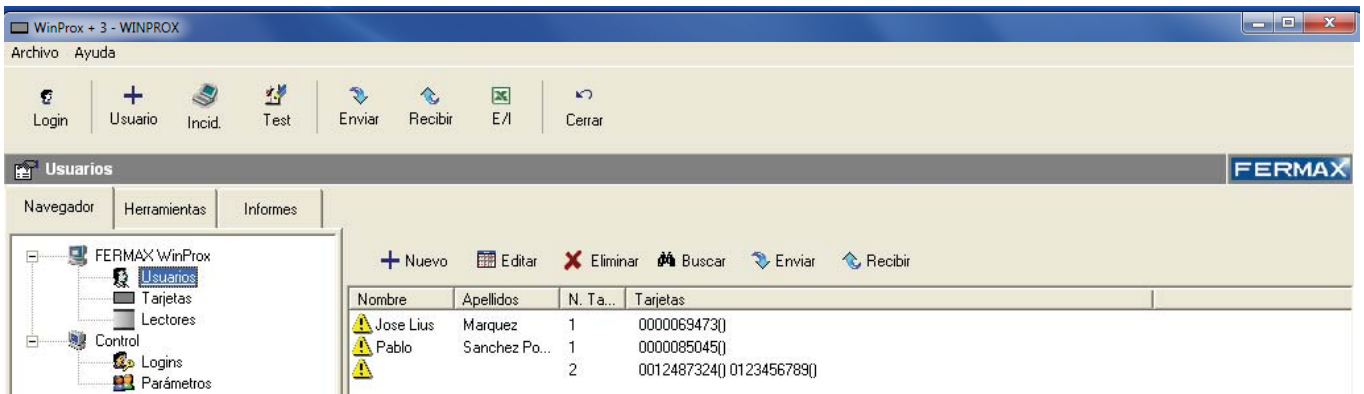 WinProx + 3 - WINPROX
Archivo Ayuda
Login Usuario Incid. Test Enviar Recibir E/I Cerrar
Usuarios FERMAX
Navegador Herramientas Informes
FERMAX WinProx
Usuarios
Tarjetas
Lectores
Control
Logins
Parámetros
Nuevo Editar Eliminar Buscar Enviar Recibir
Nombre Apellidos N. Ta... Tarjetas
Jose Lius Marquez 1 0000069473()
Pablo Sanchez Po... 1 0000085045()
2 0012487324() 0123456789()